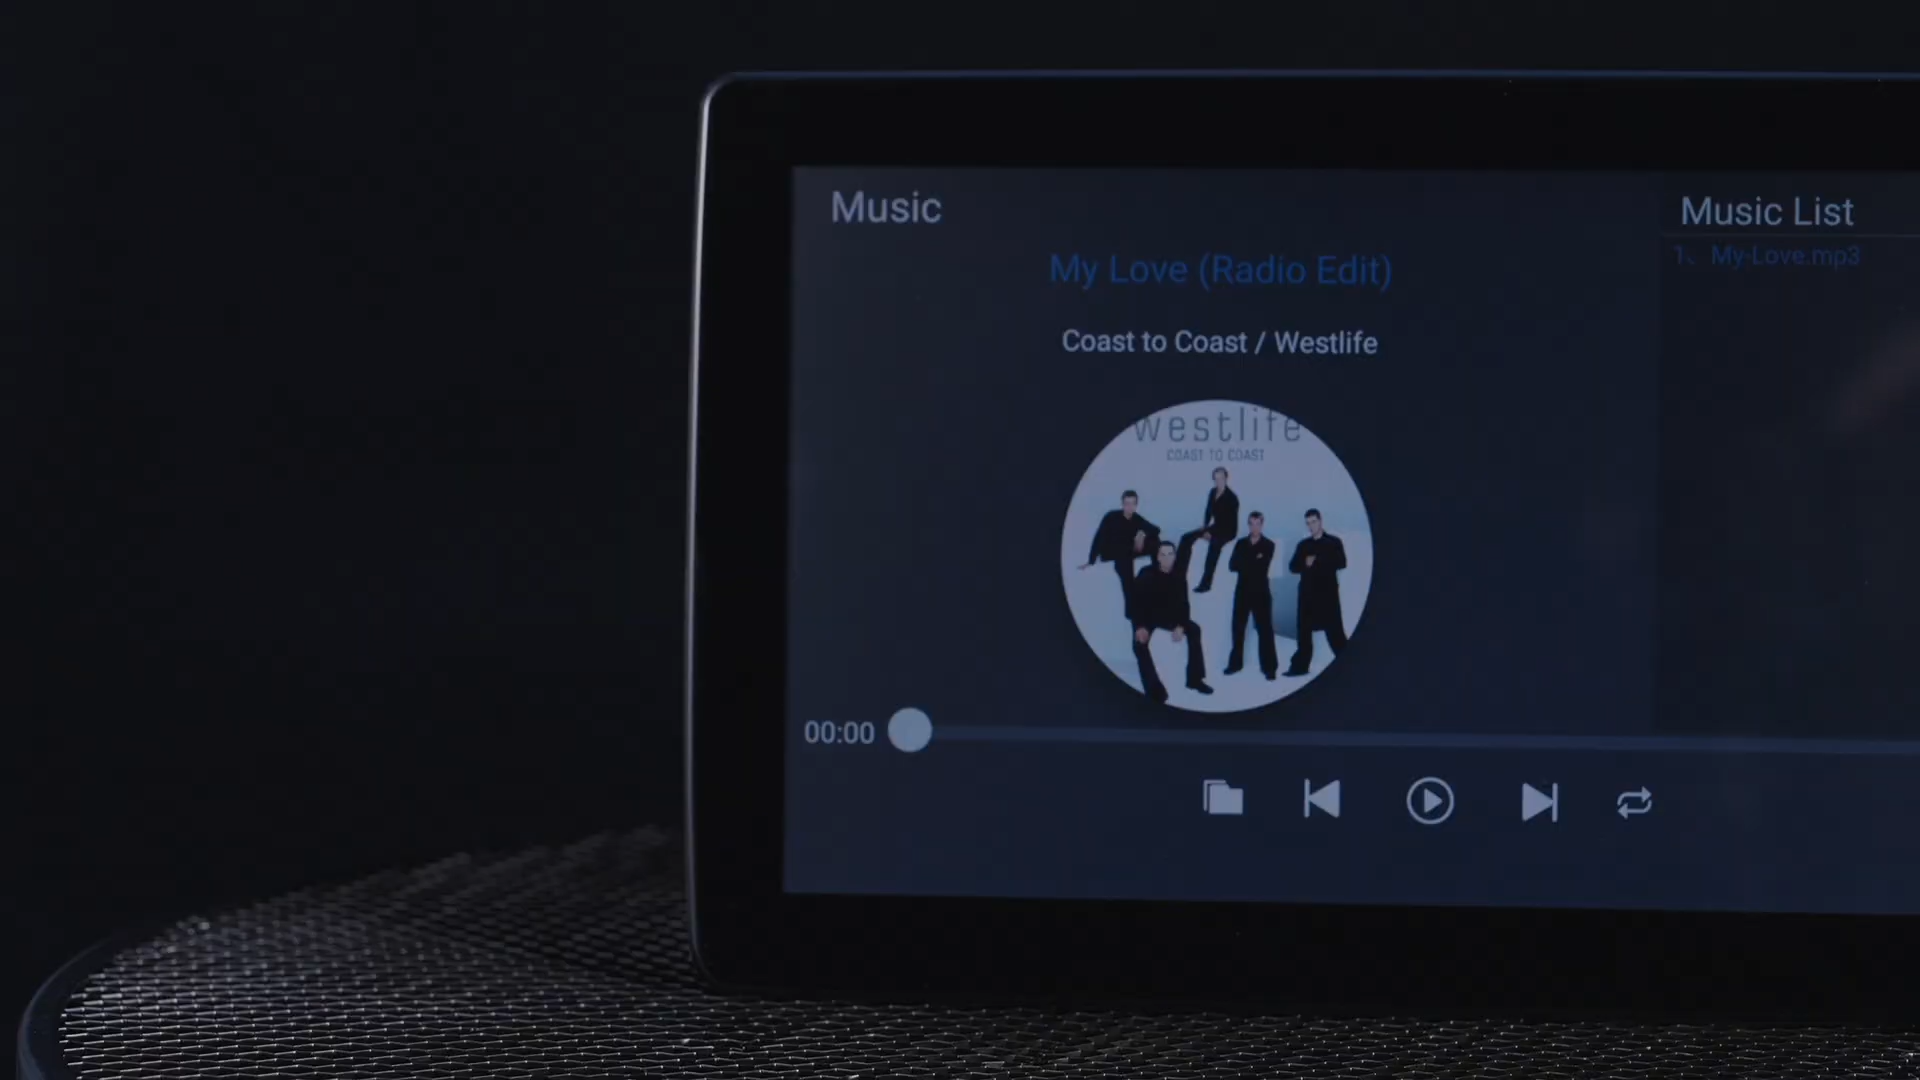 Music
My Love (Radio Edit)
Coast to Coast / Westlife
westlife
COAST TO COAST
00:00
Music List
1. My-Love.mp3